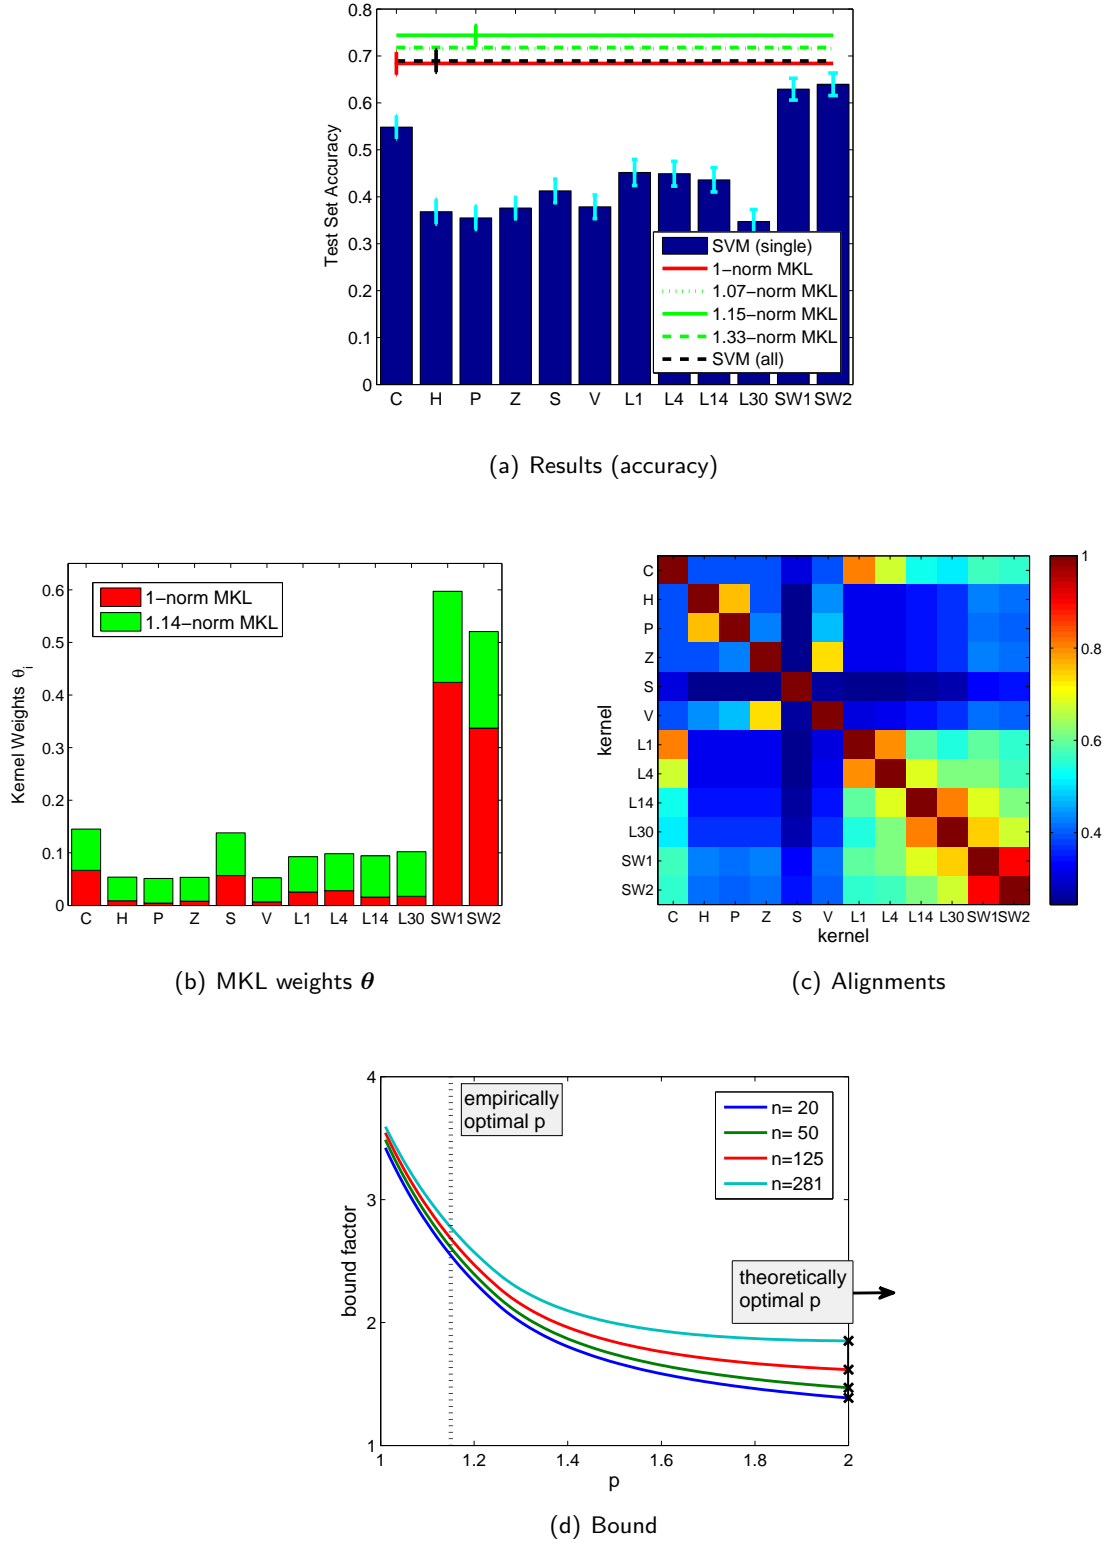 0.8
0.7
0.6
0.5
0.4
0.3
0.2
0.1
0
Test Set Accuracy
SVM (single)
1−norm MKL
1.07−norm MKL
1.15−norm MKL
1.33−norm MKL
SVM (all)
C H P Z S V L1 L4 L14 L30 SW1 SW2
(a) Results (accuracy)
0.6
0.5
0.4
0.3
0.2
0.1
0
Kernel Weights θi
1−norm MKL
1.14−norm MKL
C H P Z S V L1 L4 L14 L30 SW1 SW2
(b) MKL weights θ
C
H
P
Z
S
V
L1
L4
L14
L30
SW1
SW2
kernel
C H P Z S V L1 L4 L14 L30 SW1 SW2
kernel
1
0.8
0.6
0.4
(c) Alignments
4
3
2
1
bound factor
empirically
optimal p
n= 20
n= 50
n=125
n=281
theoretically
optimal p
1 1.2 1.4 1.6 1.8 2
p
(d) Bound